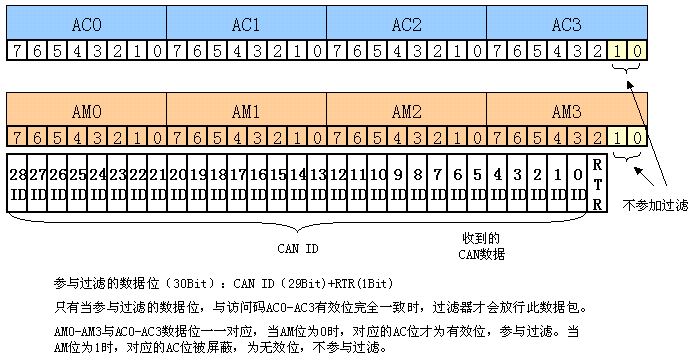 AC0 AC1 AC2 AC3
7 6 5 4 3 2 1 0 7 6 5 4 3 2 1 0 7 6 5 4 3 2 1 0 7 6 5 4 3 2 1 0
AM0 AM1 AM2 AM3
7 6 5 4 3 2 1 0 7 6 5 4 3 2 1 0 7 6 5 4 3 2 1 0 7 6 5 4 3 2 1 0
28 27 26 25 24 23 22 21 20 19 18 17 16 15 14 13 12 11 10 9 8 7 6 5 4 3 2 1 0 RTR
ID ID ID ID ID ID ID ID ID ID ID ID ID ID ID ID ID ID ID ID ID ID ID ID ID ID ID ID ID
不参加过滤
CAN ID
收到的
CAN数据
参与过滤的数据位（30Bit）：CAN ID（29Bit)+RTR(1Bit)
只有当参与过滤的数据位，与访问码AC0-AC3有效位完全一致时，过滤器才会放行此数据包。
AM0-AM3与AC0-AC3数据位一一对应，当AM位为0时，对应的AC位才为有效位，参与过滤。当
AM位为1时，对应的AC位被屏蔽，为无效位，不参与过滤。